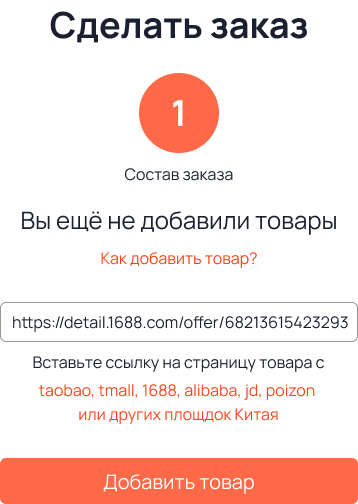 Сделать заказ
1
Состав заказа
Вы ещё не добавили товары
Как добавить товар?
https://detail.1688.com/offer/68213615423293
Вставьте ссылку на страницу товара с
taobao, tmall, 1688, alibaba, jd, poizon
или других площдок Китая
Добавить товар